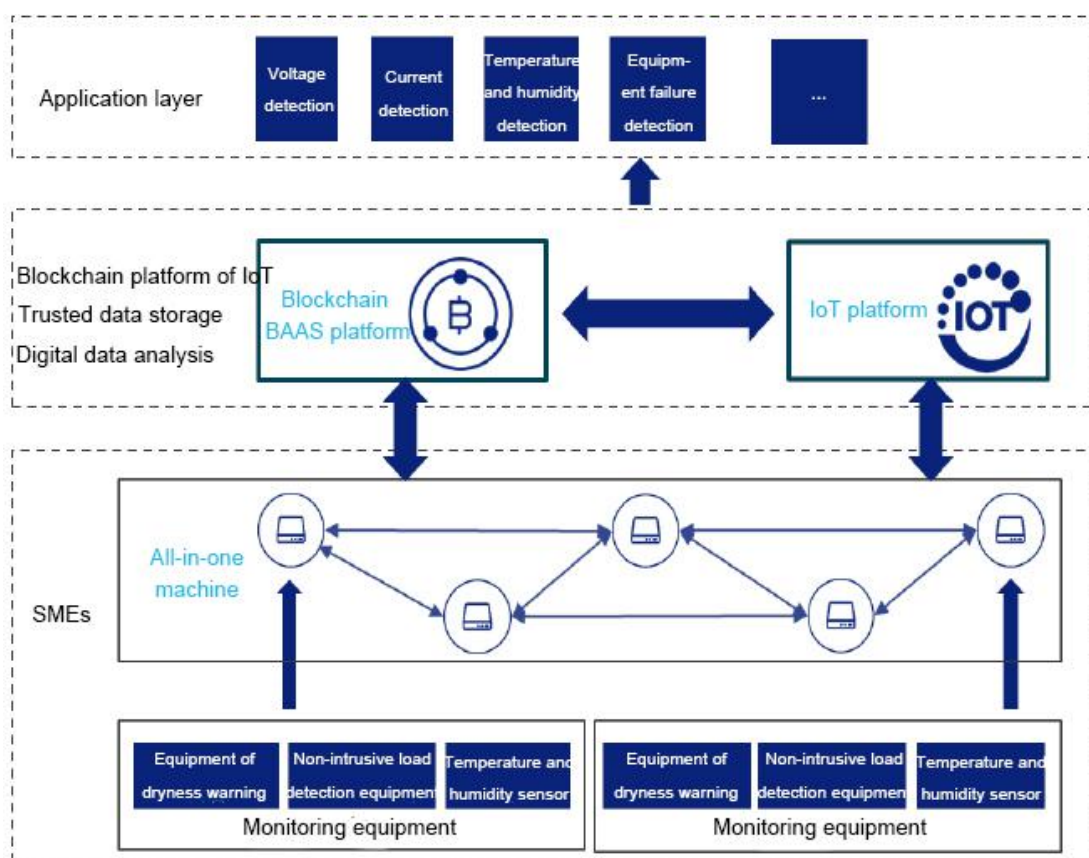 Application layer
Voltage
detection
Current
detection
Temperature
and humidity
detection
Equipm-
ent failure
detection
...
Blockchain platform of IoT
Trusted data storage
Digital data analysis
Blockchain
BAAS platform
IoT platform
IOT
SMEs
All-in-one
machine
Equipment of
dryness warning
Non-intrusive load
detection equipment
Temperature and
humidity sensor
Monitoring equipment
Equipment of
dryness warning
Non-intrusive load
detection equipment
Temperature and
humidity sensor
Monitoring equipment